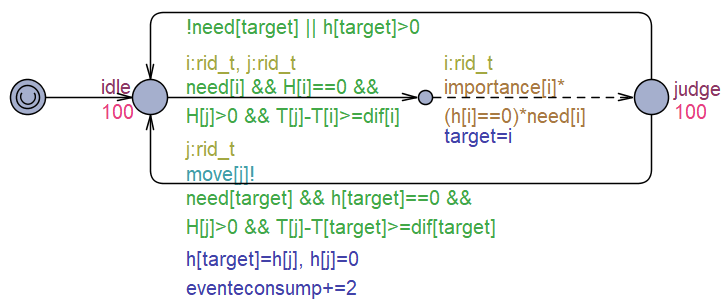 !need[target] || h[target]>0
i:rid_t, j:rid_t
need[i] && H[i]==0 &&
H[j]>0 && T[j]-T[i]>=dif[i]
i:rid_t
importance[i]*
(h[i]==0)*need[i]
target=i
idle
100
judge
100
j:rid_t
move[j]!
need[target] && h[target]==0 &&
H[j]>0 && T[j]-T[target]>=dif[target]
h[target]=h[j], h[j]=0
eventeconsump+=2